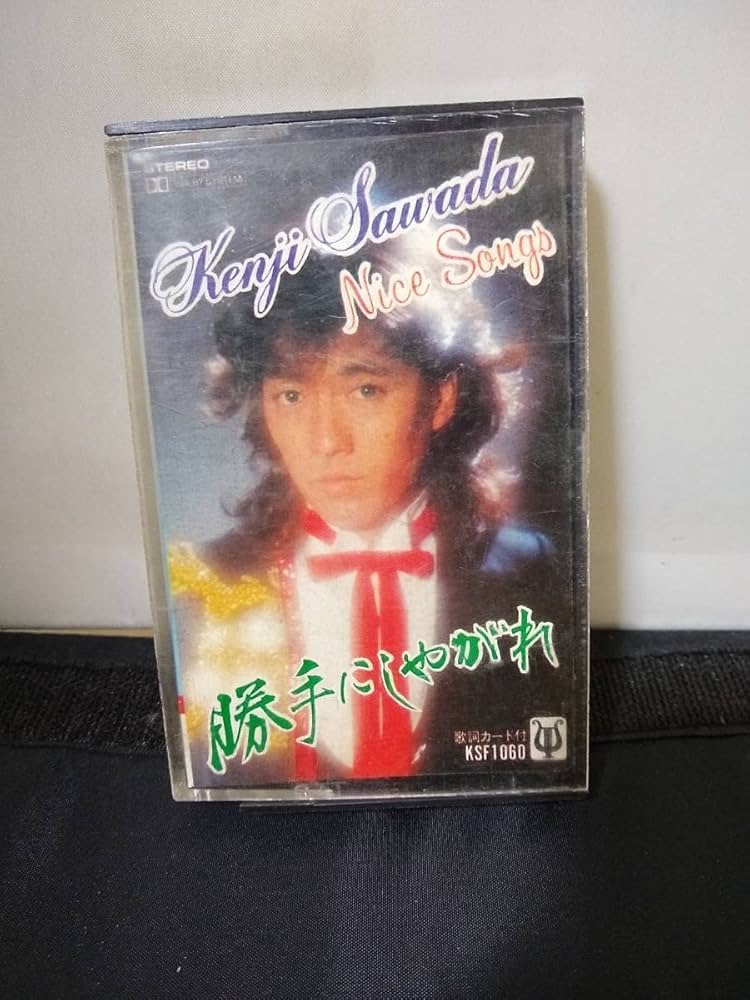 STEREO
Kenji Sawada
Nice Songs
勝手にしやがれ
歌詞カード付
KSF1060